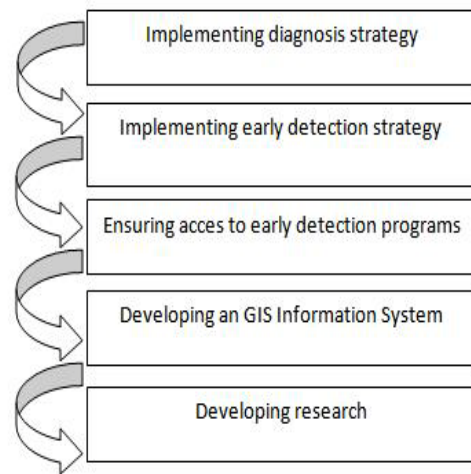 Implementing diagnosis strategy
Implementing early detection strategy
Ensuring acces to early detection programs
Developing an GIS Information System
Developing research